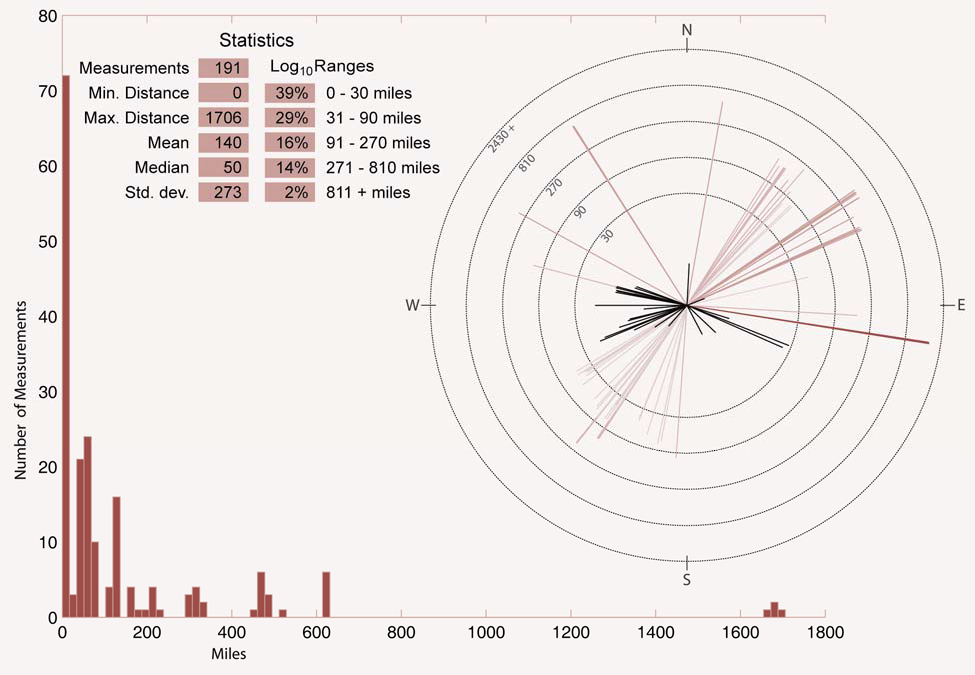 80
70
60
50
40
30
20
10
0
Number of Measurements
Statistics
Measurements 191 Log10Ranges
Min. Distance 0 39% 0 - 30 miles
Max. Distance 1706 29% 31 - 90 miles
Mean 140 16% 91 - 270 miles
Median 50 14% 271 - 810 miles
Std. dev. 273 2% 811 + miles
N
2430 +
810
270
90
30
W
E
S
0 200 400 600 800 1000 1200 1400 1600 1800
Miles